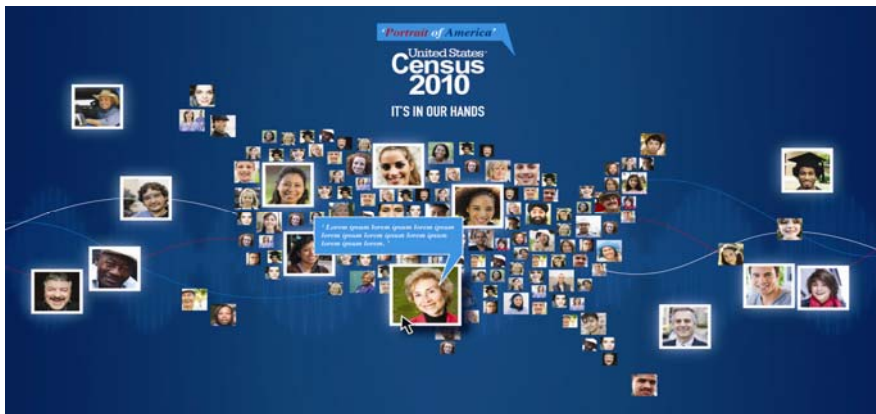 'Portrait of America'
United States™
Census
2010
IT'S IN OUR HANDS
' Lorem ipsum lorem ipsum lorem ipsum
lorem ipsum lorem ipsum lorem ipsum
lorem ipsum lorem. '